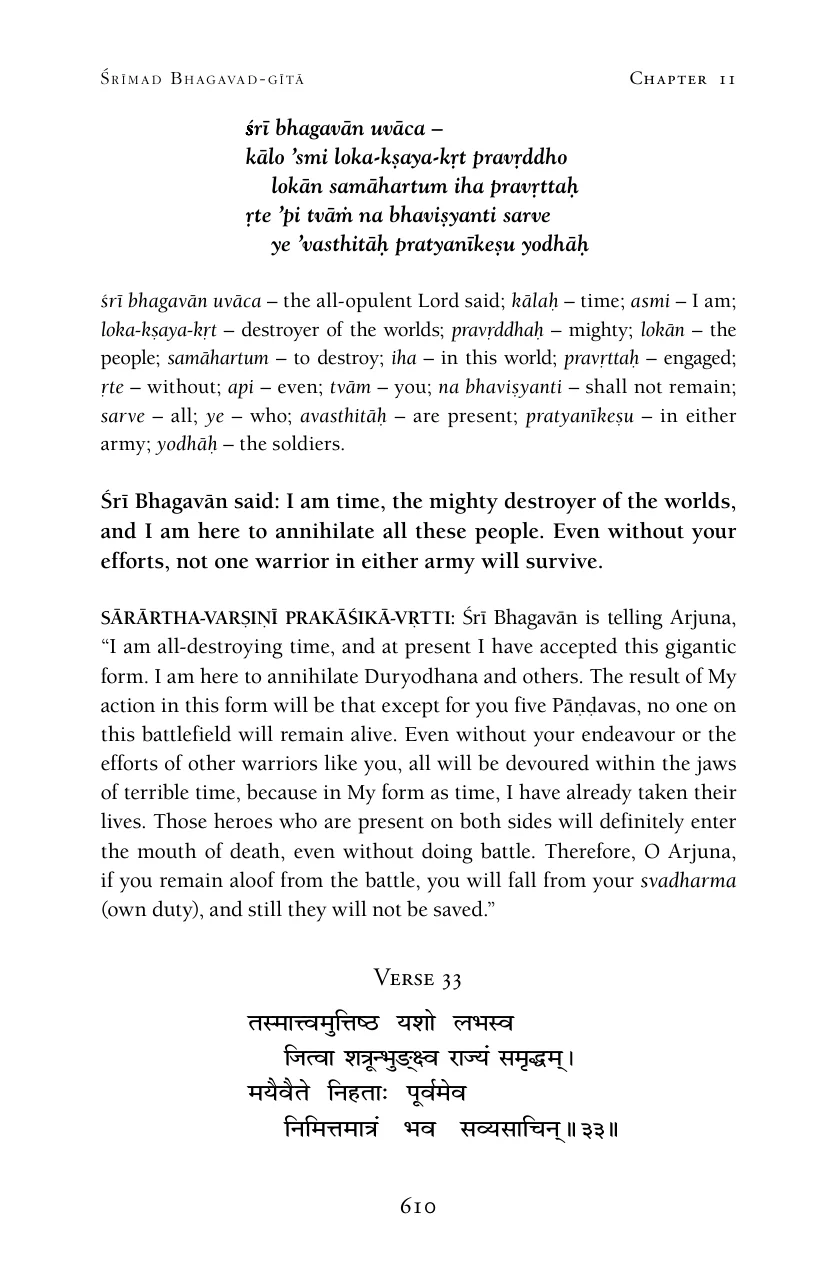 Śrīmad Bhagavad-gītā Chapter 11
śrī bhagavān uvāca –
kālo ’smi loka-kṣaya-kṛt pravṛddho
lokān samāhartum iha pravṛttaḥ
ṛte ’pi tvāṁ na bhaviṣyanti sarve
ye ’vasthitāḥ pratyanīkeṣu yodhāḥ
śrī bhagavān uvāca – the all-opulent Lord said; kālaḥ – time; asmi – I am;
loka-kṣaya-kṛt – destroyer of the worlds; pravṛddhaḥ – mighty; lokān – the
people; samāhartum – to destroy; iha – in this world; pravṛttaḥ – engaged;
ṛte – without; api – even; tvām – you; na bhaviṣyanti – shall not remain;
sarve – all; ye – who; avasthitāḥ – are present; pratyanīkeṣu – in either
army; yodhāḥ – the soldiers.
Śrī Bhagavān said: I am time, the mighty destroyer of the worlds,
and I am here to annihilate all these people. Even without your
efforts, not one warrior in either army will survive.
SĀRĀRTHA-VARṢIṆĪ PRAKĀŚIKĀ-VṚTTI: Śrī Bhagavān is telling Arjuna,
“I am all-destroying time, and at present I have accepted this gigantic
form. I am here to annihilate Duryodhana and others. The result of My
action in this form will be that except for you five Pāṇḍavas, no one on
this battlefield will remain alive. Even without your endeavour or the
efforts of other warriors like you, all will be devoured within the jaws
of terrible time, because in My form as time, I have already taken their
lives. Those heroes who are present on both sides will definitely enter
the mouth of death, even without doing battle. Therefore, O Arjuna,
if you remain aloof from the battle, you will fall from your svadharma
(own duty), and still they will not be saved.”
Verse 33
तस्मात्त्वमुत्तिष्ठ यशो लभस्व
जित्वा शत्रून्भुङ्क्ष्व राज्यं समृद्धम्।
मयैवैते निहताः पूर्वमेव
निमित्तमात्रं भव सव्यसाचिन्॥३३॥
610